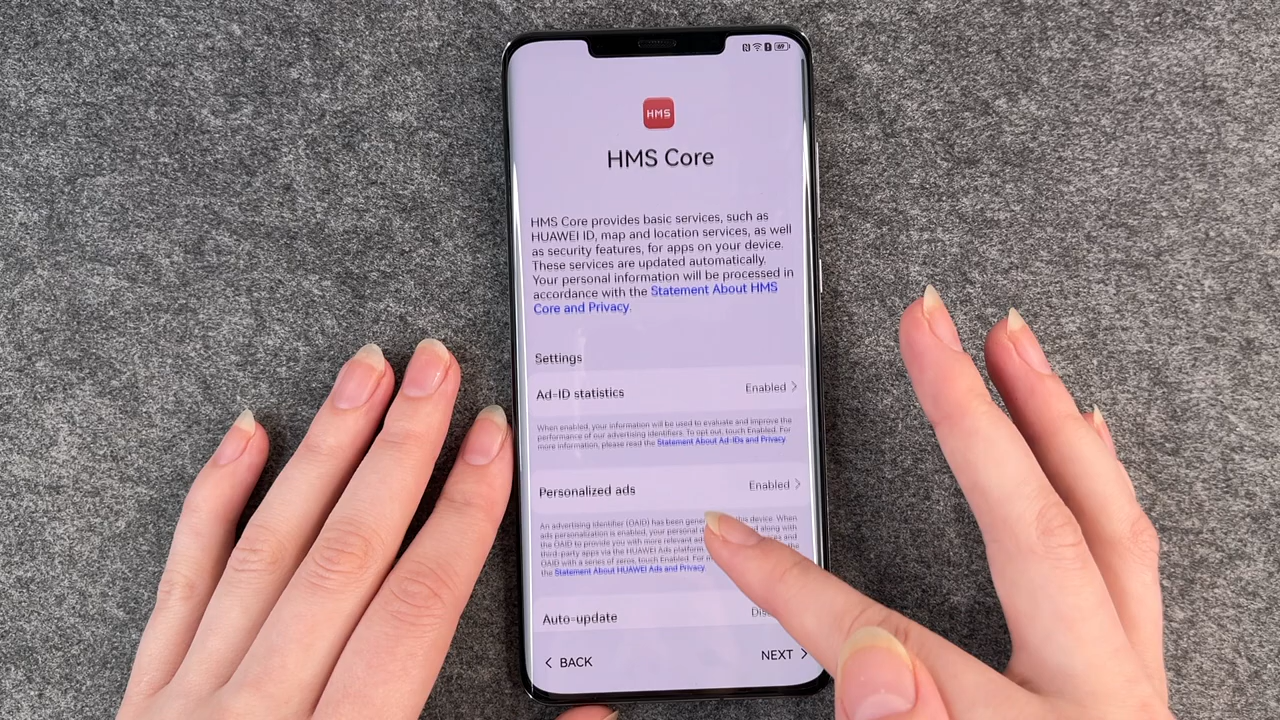 69
HMS
HMS Core
HMS Core provides basic services, such as
HUAWEI ID, map and location services, as well
as security features, for apps on your device.
These services are updated automatically.
Your personal information will be processed in
accordance with the Statement About HMS
Core and Privacy.
Settings
Ad-ID statistics Enabled
When enabled, your information will be used to evaluate and improve the
performance of our advertising identifiers. To opt out, touch Enabled. For
more information, please read the Statement About Ad-IDs and Privacy.
Personalized ads Enabled
An advertising identifier (OAID) has been this device. When
ads personalization is enabled, your personal along with
the OAID to provide you with more relevant and
third-party apps via the HUAWEI Ads platform.
OAID with a series of zeros, touch Enabled. For
the Statement About HUAWEI Ads and Privacy.
Auto-update
BACK NEXT